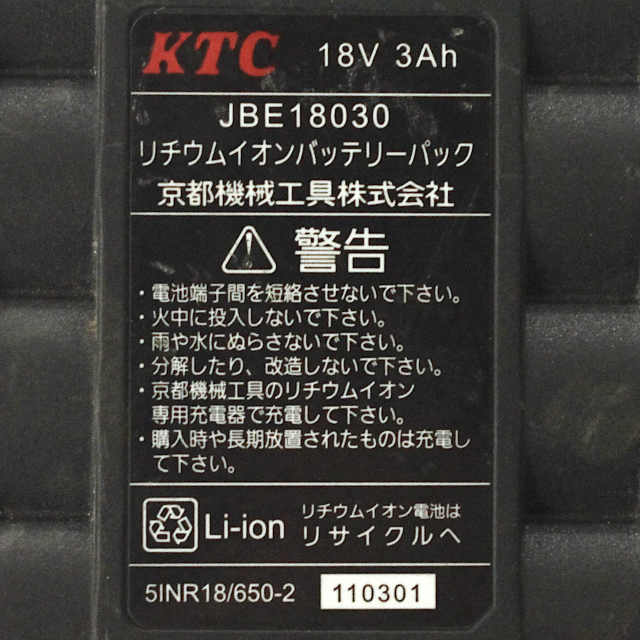 KTC 18V 3Ah
JBE18030
リチウムイオンバッテリーパック
京都機械工具株式会社
警告
・電池端子間を短絡させないで下さい。
・火中に投入しないで下さい。
・雨や水にぬらさないで下さい。
・分解したり、改造しないで下さい。
・京都機械工具のリチウムイオン
専用充電器で充電して下さい。
・購入時や長期放置されたものは充電し
て下さい。
Li-ion リチウムイオン電池は
リサイクルへ
5INR18/650-2 110301